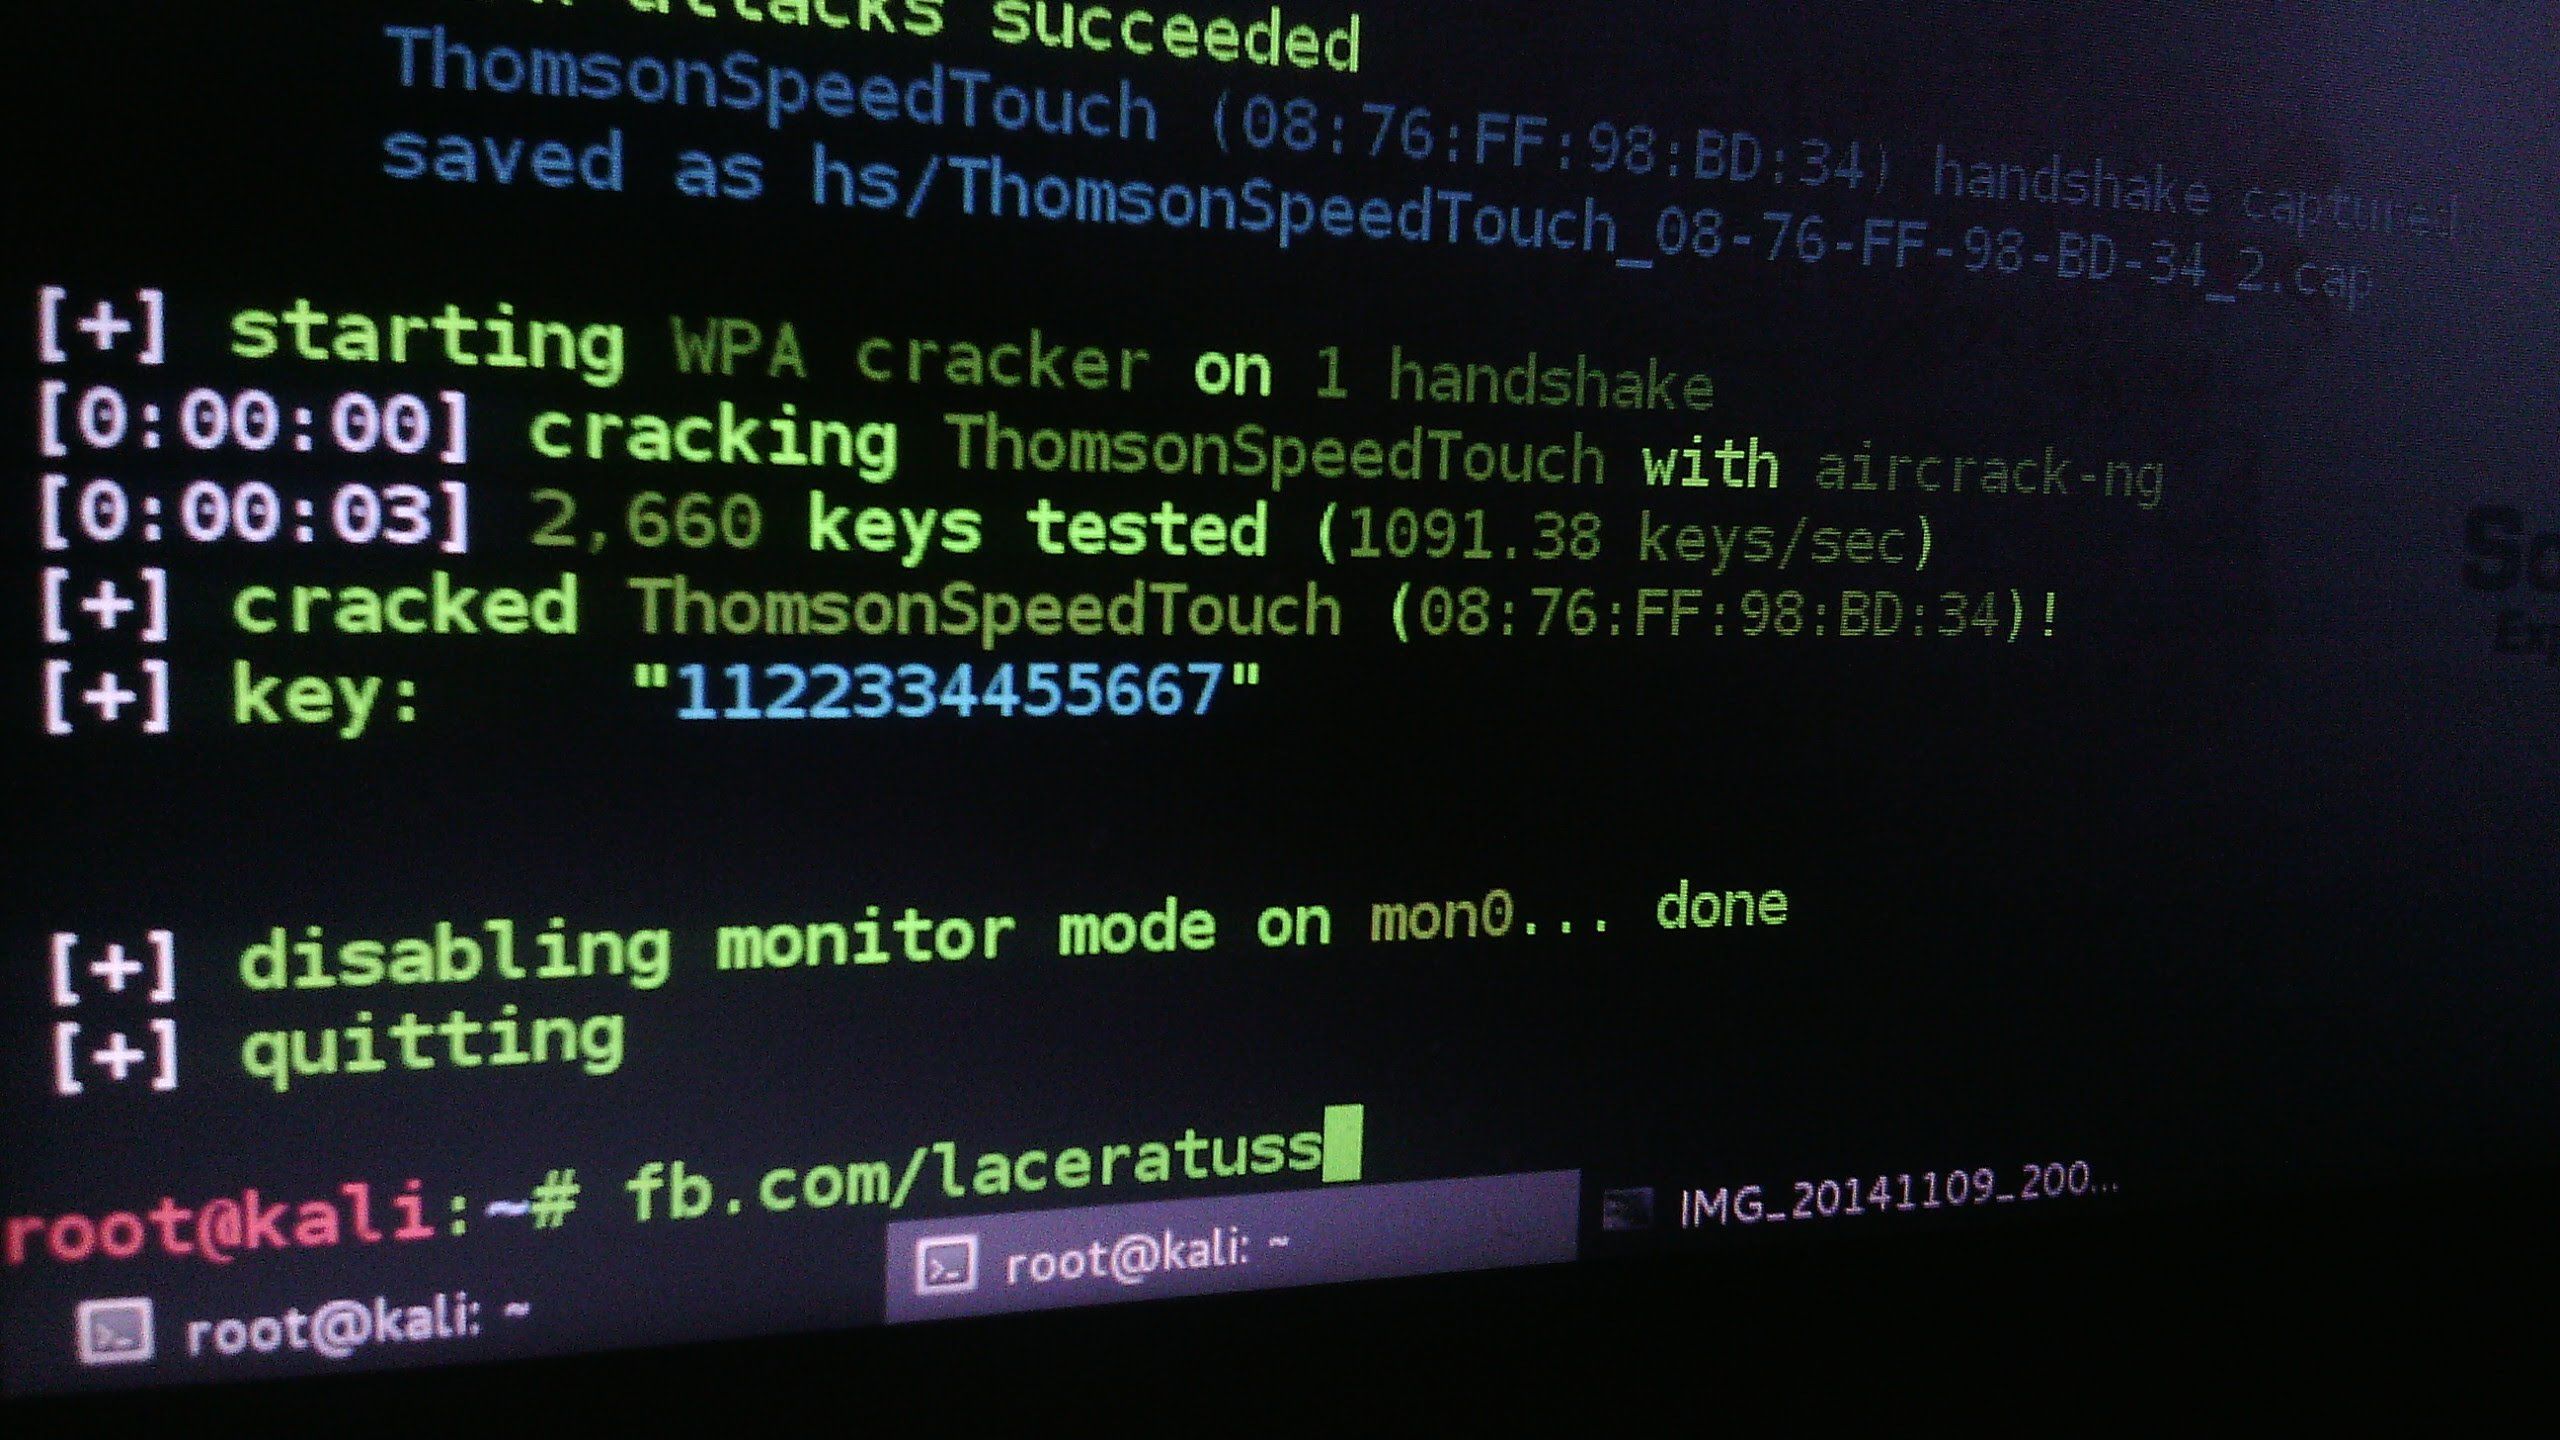 attacks succeeded
ThomsonSpeedTouch (08:76:FF:98:BD:34) handshake captured
saved as hs/ThomsonSpeedTouch_08-76-FF-98-BD-34_2.cap
[+] starting WPA cracker on 1 handshake
[0:00:00] cracking ThomsonSpeedTouch with aircrack-ng
[0:00:03] 2,660 keys tested (1091.38 keys/sec)
[+] cracked ThomsonSpeedTouch (08:76:FF:98:BD:34)!
[+] key: "1122334455667"
[+] disabling monitor mode on mon0... done
[+] quitting
root@kali:~# fb.com/laceratuss
root@kali: ~
root@kali: ~
IMG_20141109_200...